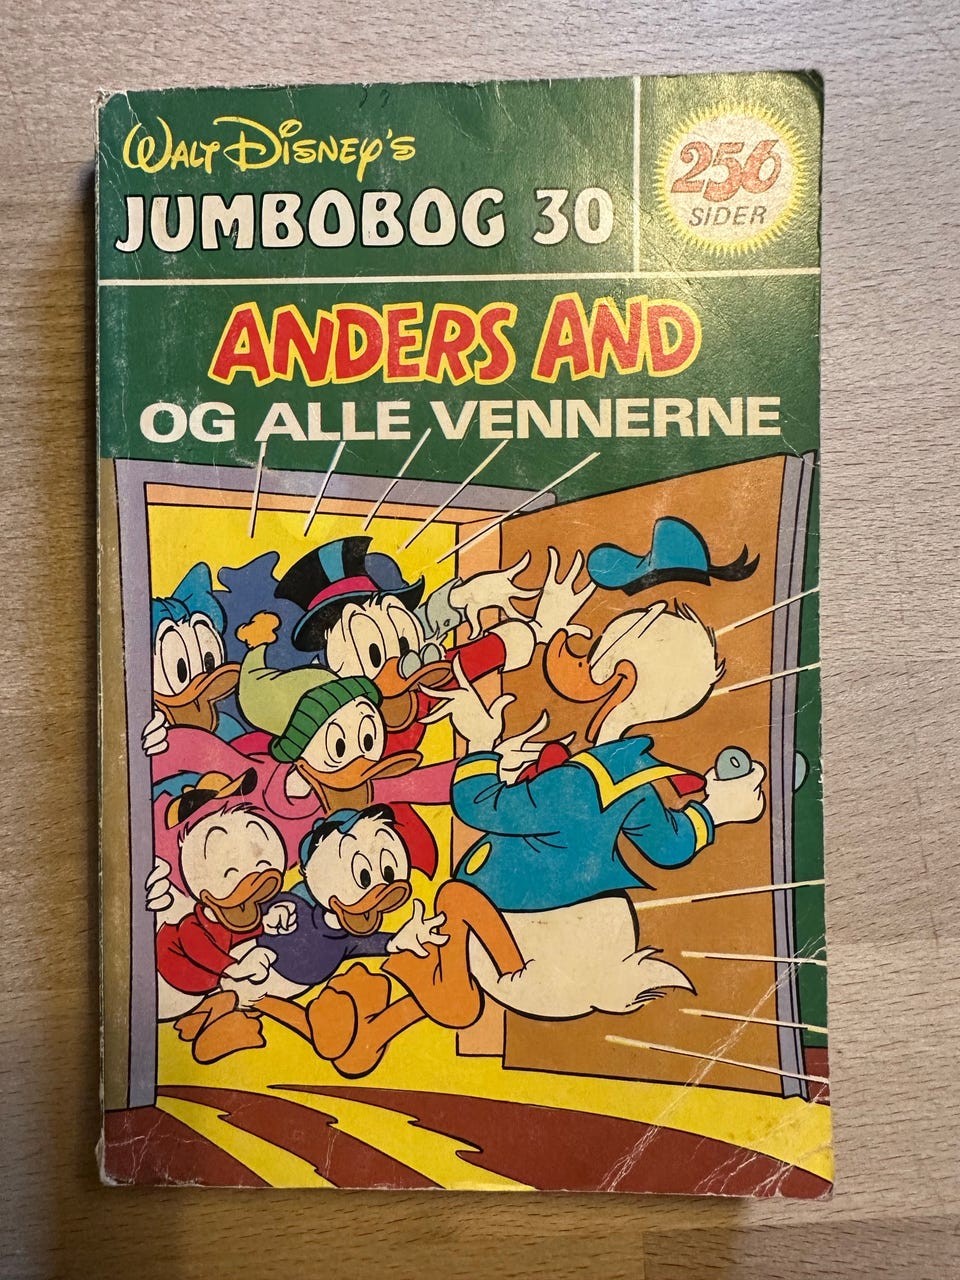 WALT DISNEY'S
JUMBOBOG 30
256
SIDER
ANDERS AND
OG ALLE VENNERNE